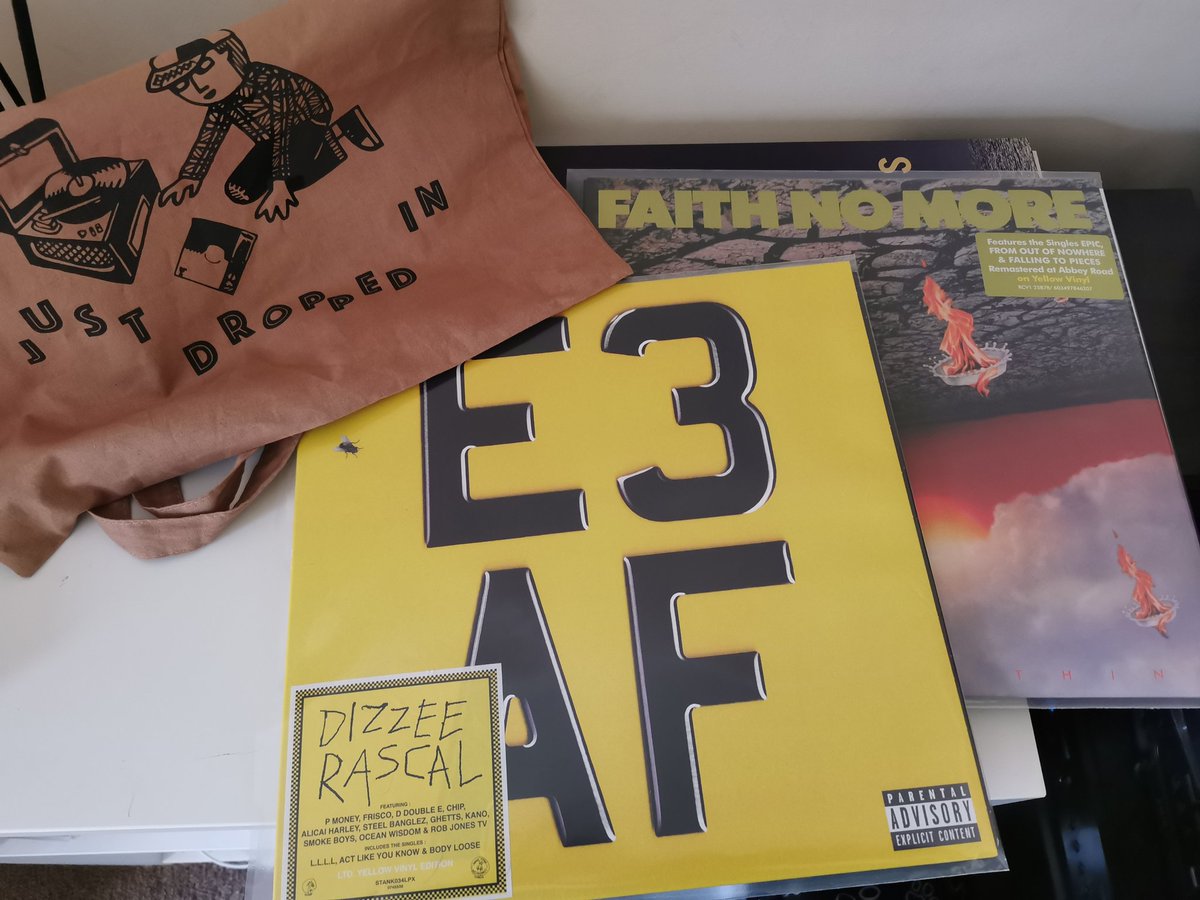 JUST
DROPPED
IN
S
FAITH NO MORE
Features the Singles EPIC,
FROM OUT OF NOWHERE
& FALLING TO PIECES
Remastered at Abbey Road
on Yellow Vinyl
THIN
E3
AF
DIZZEE
RASCAL
FEATURING:
P MONEY, FRISCO, D DOUBLE E, CHIP,
ALICAI HARLEY, STEEL BANGLEZ, GHETTS, KANO,
SMOKE BOYS, OCEAN WISDOM & ROB JONES TV
INCLUDES THE SINGLES:
L.L.L.L, ACT LIKE YOU KNOW & BODY LOOSE
LTD. YELLOW VINYL EDITION
STANK034LPX
PARENTAL
ADVISORY
EXPLICIT CONTENT